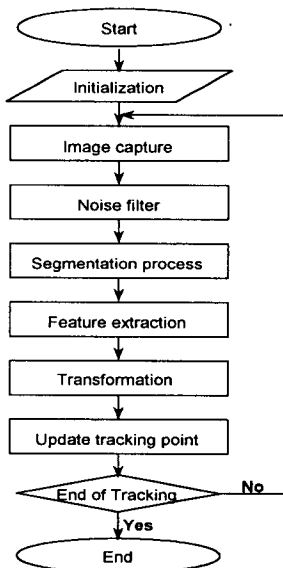 Start
Initialization
Image capture
Noise filter
Segmentation process
Feature extraction
Transformation
Update tracking point
End of Tracking
No
Yes
End